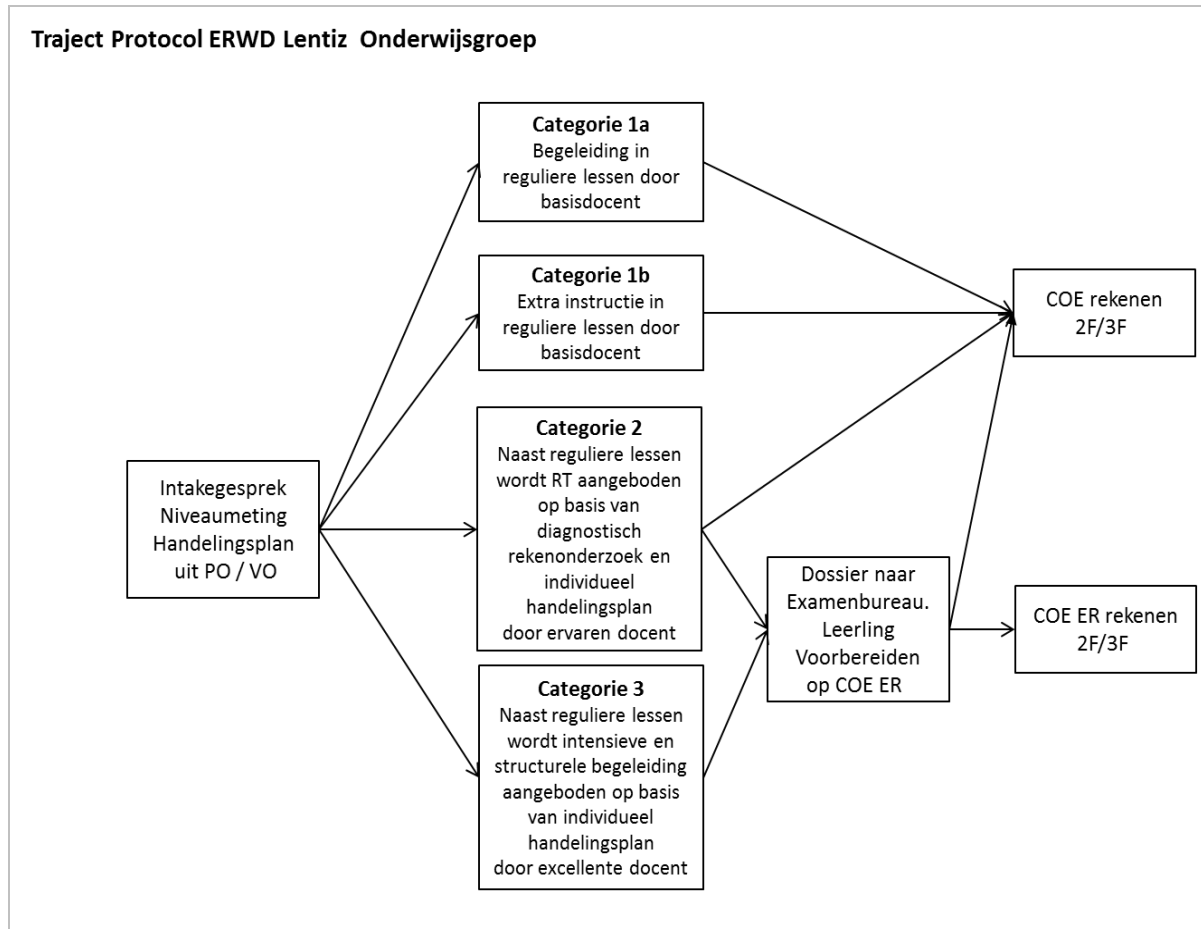 Traject Protocol ERWD Lentiz Onderwijsgroep
Intakegesprek
Niveaumeting
Handelingsplan
uit PO / VO
Categorie 1a
Begeleiding in
reguliere lessen door
basisdocent
Categorie 1b
Extra instructie in
reguliere lessen door
basisdocent
Categorie 2
Naast reguliere lessen
wordt RT aangeboden
op basis van
diagnostisch
rekenonderzoek en
individueel
handelingsplan
door ervaren docent
Categorie 3
Naast reguliere lessen
wordt intensieve en
structurele begeleiding
aangeboden op basis
van individueel
handelingsplan
door excellente docent
Dossier naar
Examenbureau.
Leerling
Voorbereiden
op COE ER
COE rekenen
2F/3F
COE ER rekenen
2F/3F